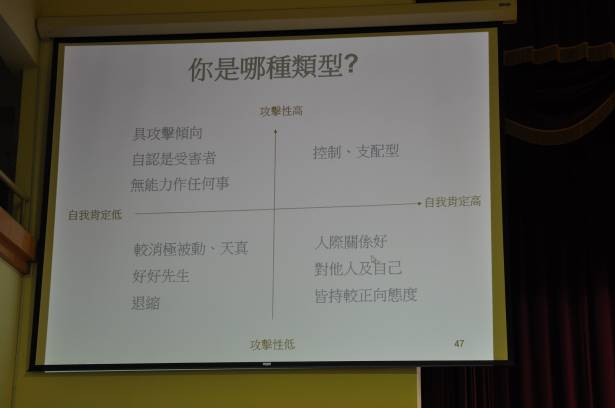 你是哪種類型?
攻擊性高
具攻擊傾向
自認是受害者
無能力作任何事
控制、支配型
自我肯定低
自我肯定高
較消極被動、天真
好好先生
退縮
人際關係好
對他人及自己
皆持較正向態度
攻擊性低
47